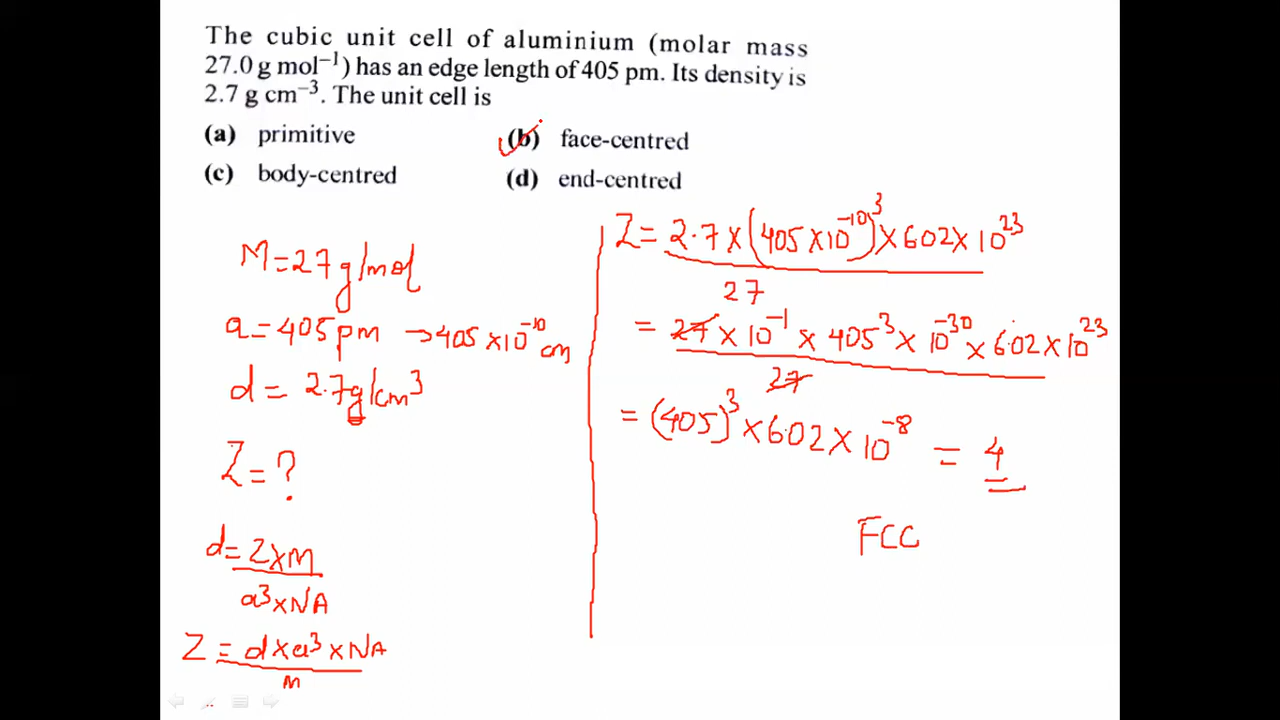 The cubic unit cell of aluminium (molar mass
27.0 g mol⁻¹) has an edge length of 405 pm. Its density is
2.7 g cm⁻³. The unit cell is
(a) primitive (b) face-centred
(c) body-centred (d) end-centred
M = 27 g/mol
a = 405 pm → 405 × 10⁻¹⁰ cm
d = 2.7 g/cm³
Z = ?
d = Z×M / a³×NA
Z = d×a³×NA / M
Z = 2.7 × (405×10⁻¹⁰)³ × 6.02 × 10²³ / 27
= 27 × 10⁻¹ × 405³ × 10⁻³⁰ × 6.02 × 10²³ / 27
= (405)³ × 6.02 × 10⁻⁸ = 4
FCC